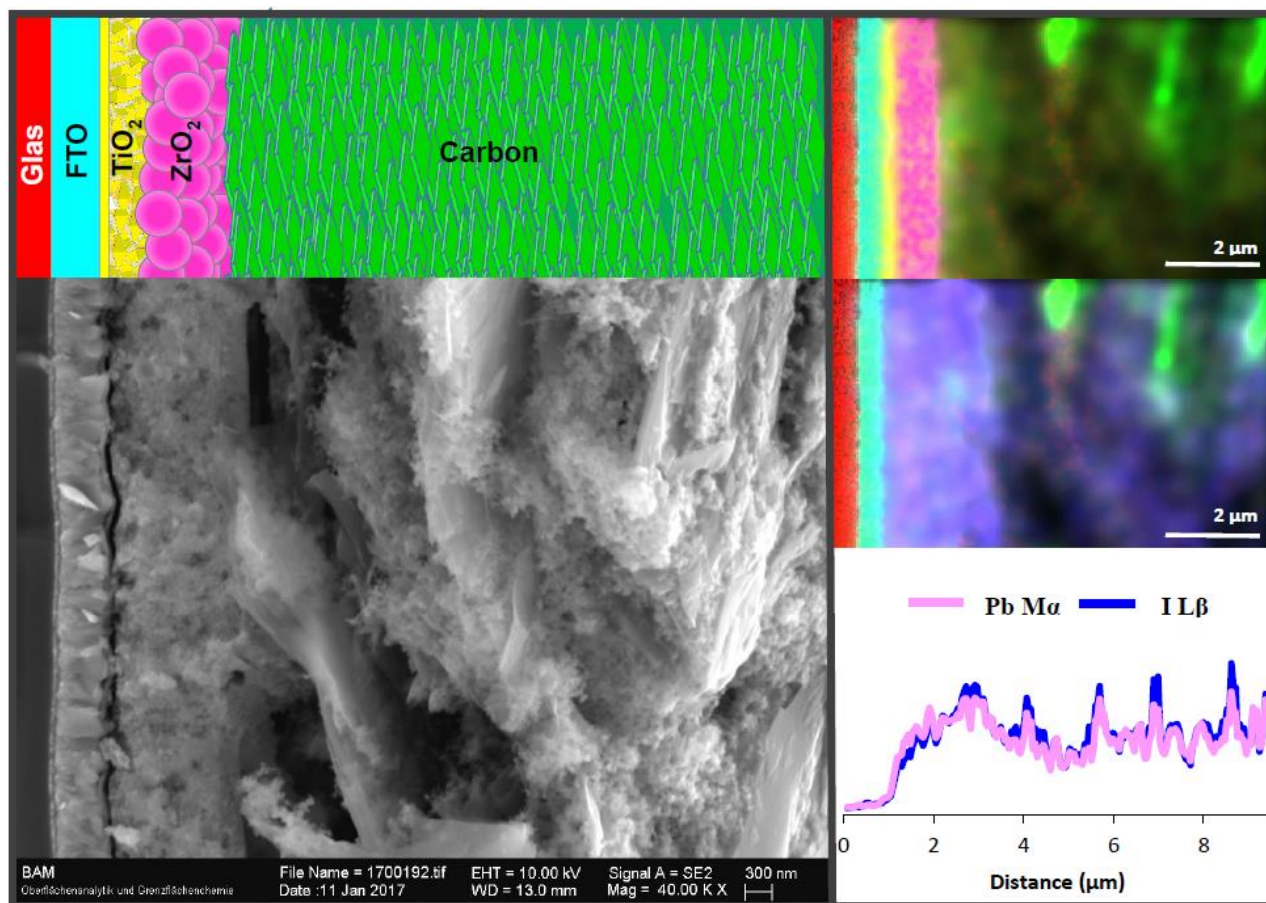 Glas
FTO
TiO₂
ZrO₂
Carbon
2 µm
2 µm
Pb Mα
I Lβ
0 2 4 6 8
Distance (µm)
BAM
Oberflächenanalytik und Grenzflächenchemie
File Name = 1700192.tif
Date :11 Jan 2017
EHT = 10.00 kV
WD = 13.0 mm
Signal A = SE2
Mag = 40.00 K X
300 nm